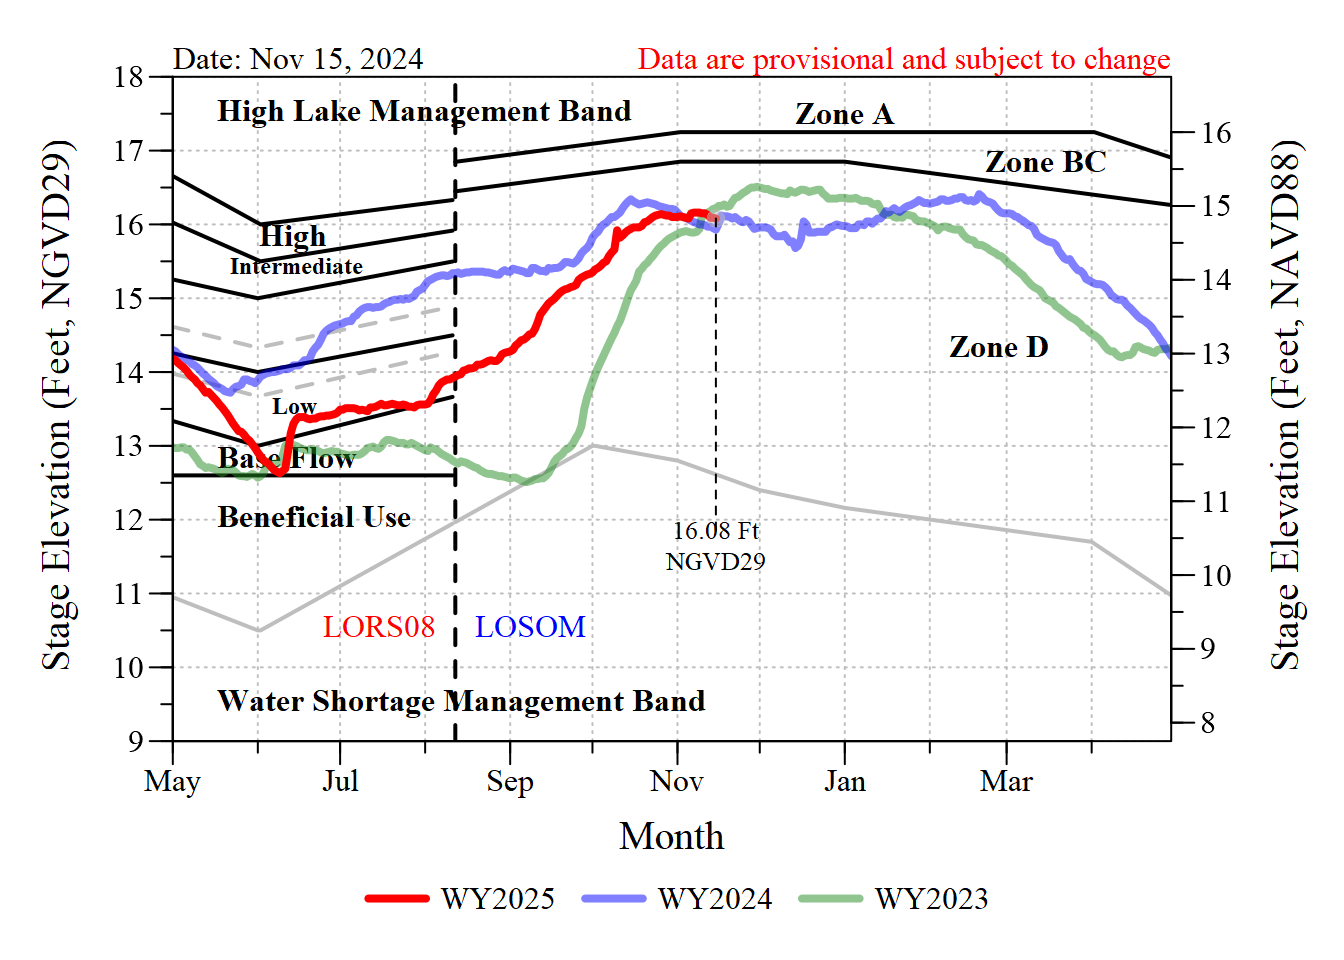 Date: Nov 15, 2024
Data are provisional and subject to change
18
17
16
15
14
13
12
11
10
9
Stage Elevation (Feet, NGVD29)
High Lake Management Band
High
Intermediate
Low
Base Flow
Beneficial Use
Water Shortage Management Band
LORS08
LOSOM
Zone A
Zone BC
Zone D
16.08 Ft
NGVD29
16
15
14
13
12
11
10
9
8
Stage Elevation (Feet, NAVD88)
May
Jul
Sep
Nov
Jan
Mar
Month
WY2025
WY2024
WY2023